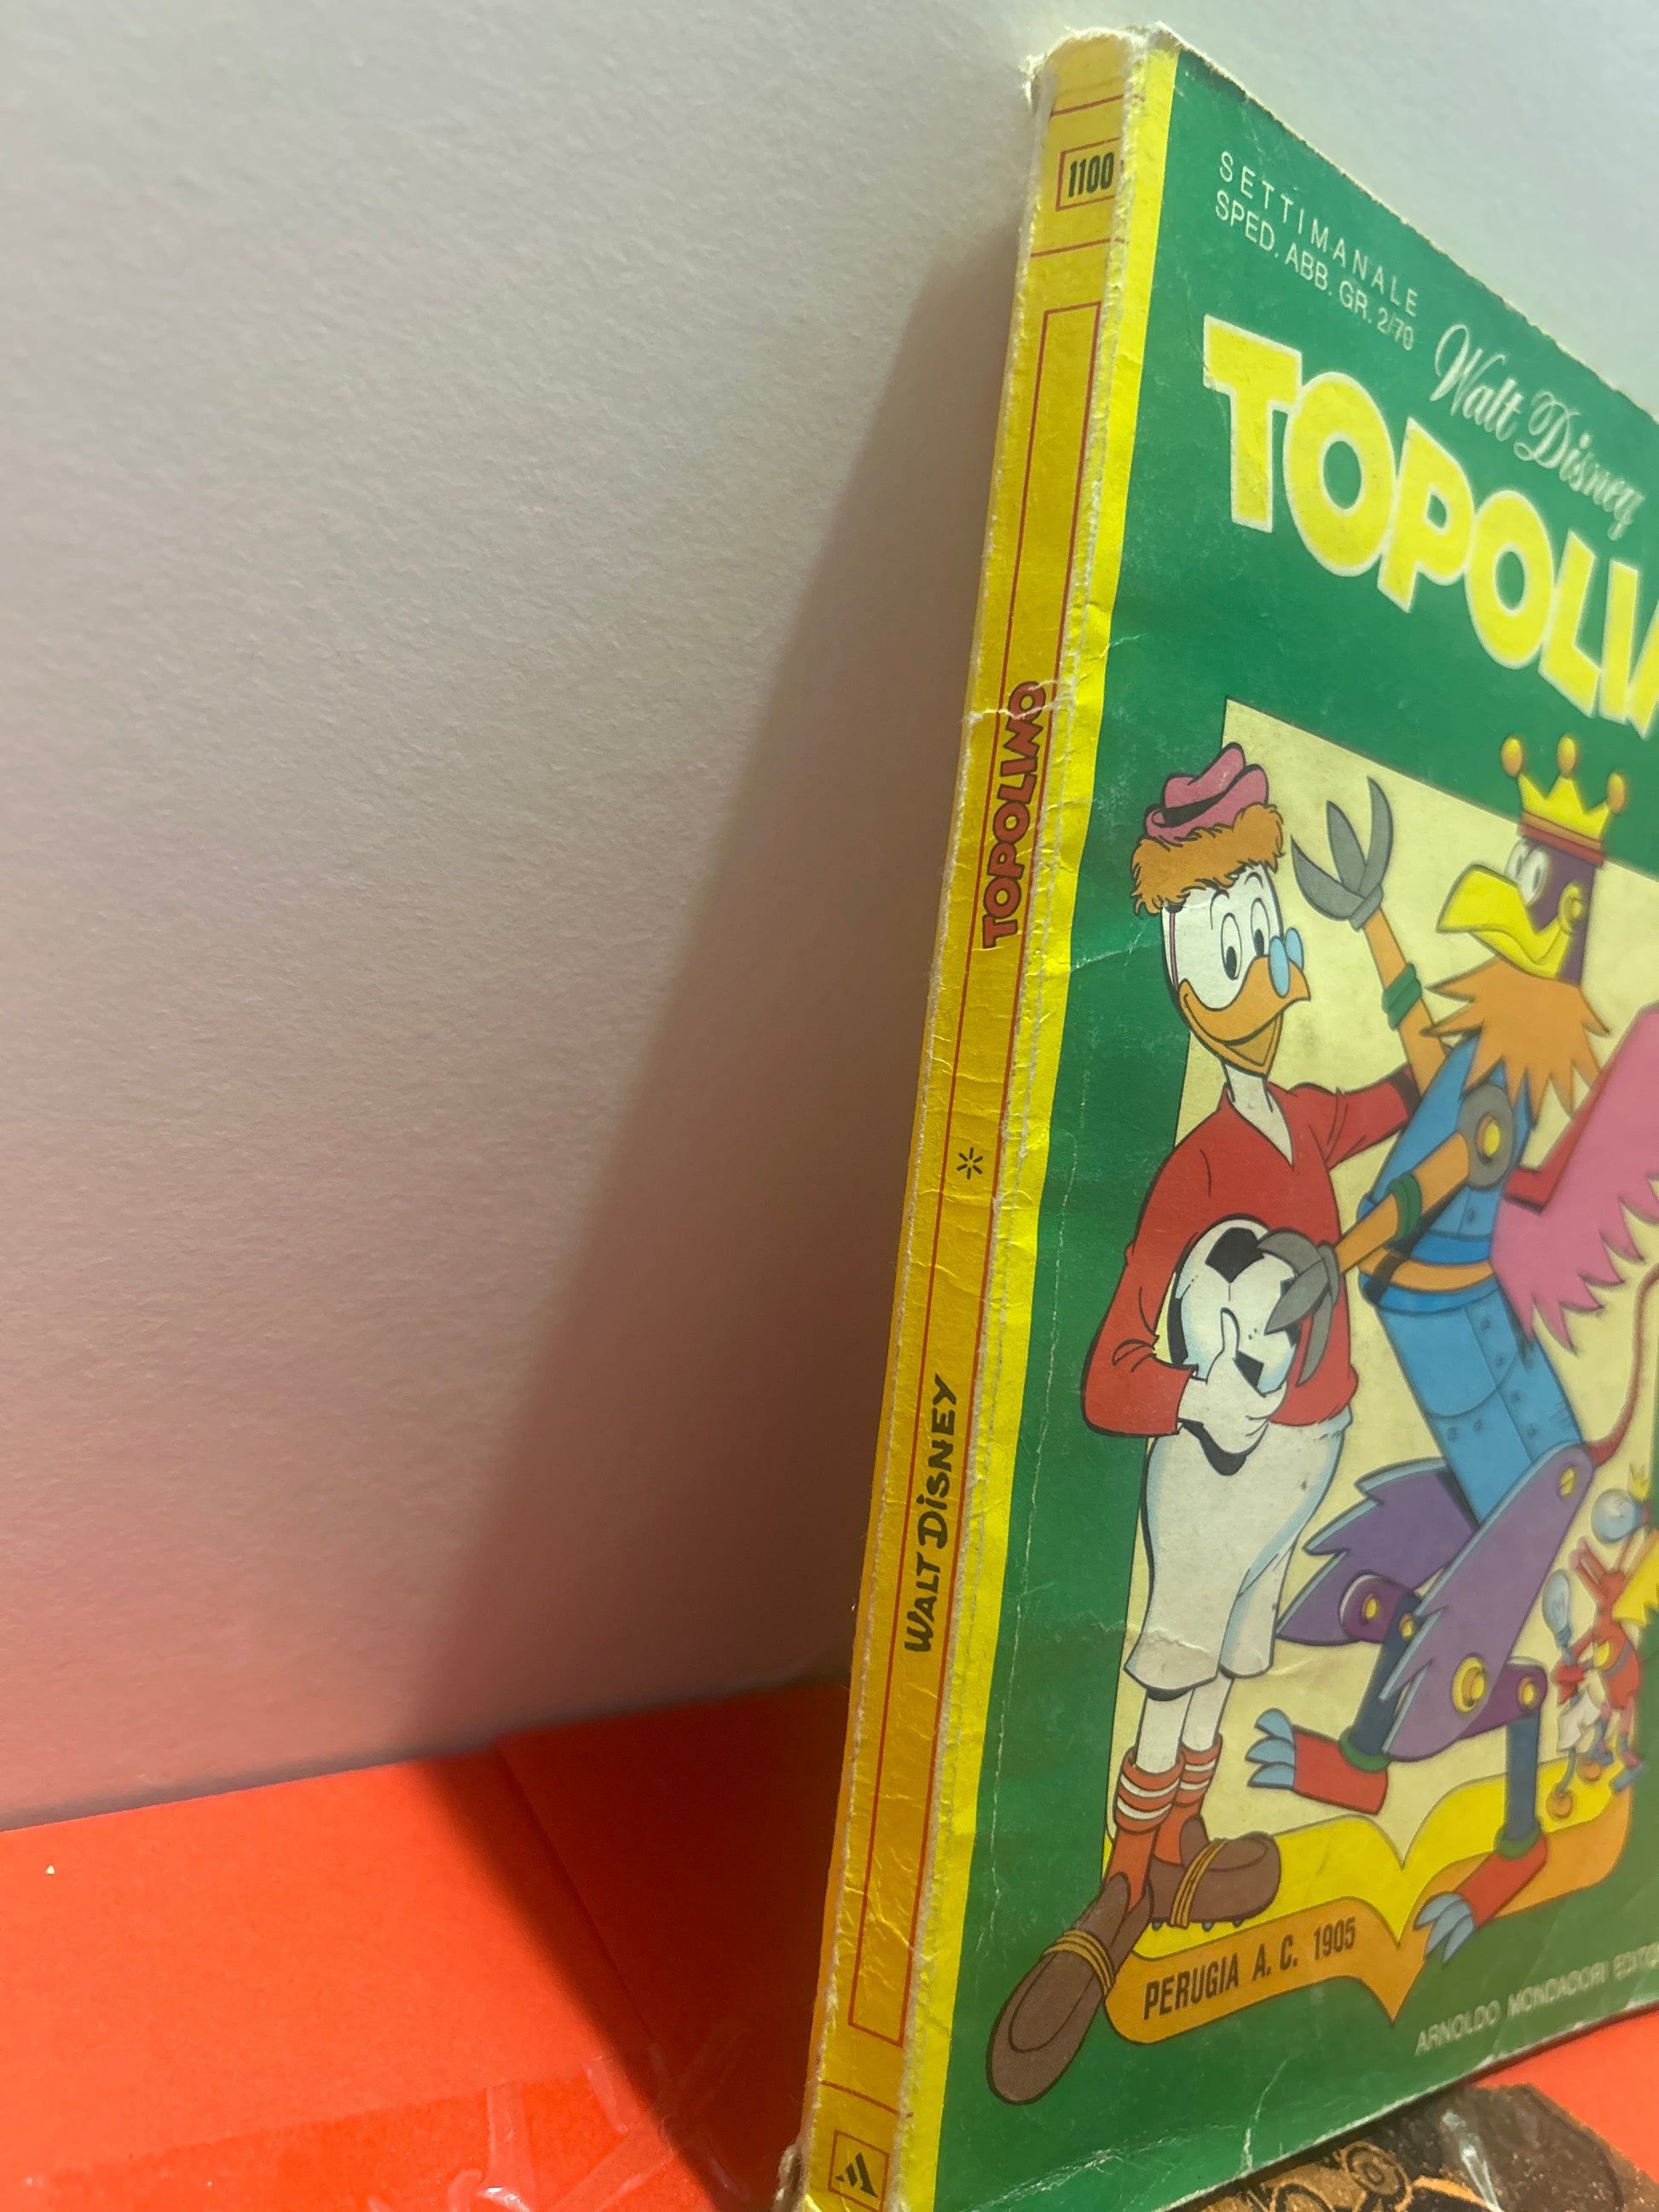 1100
TOPOLINO
WALT DISNEY
SETTIMANALE
SPED. ABB. GR. 2/70
Walt Disney
TOPOLI
PERUGIA A. C. 1905
ARNOLDO MONDADORI EDITO